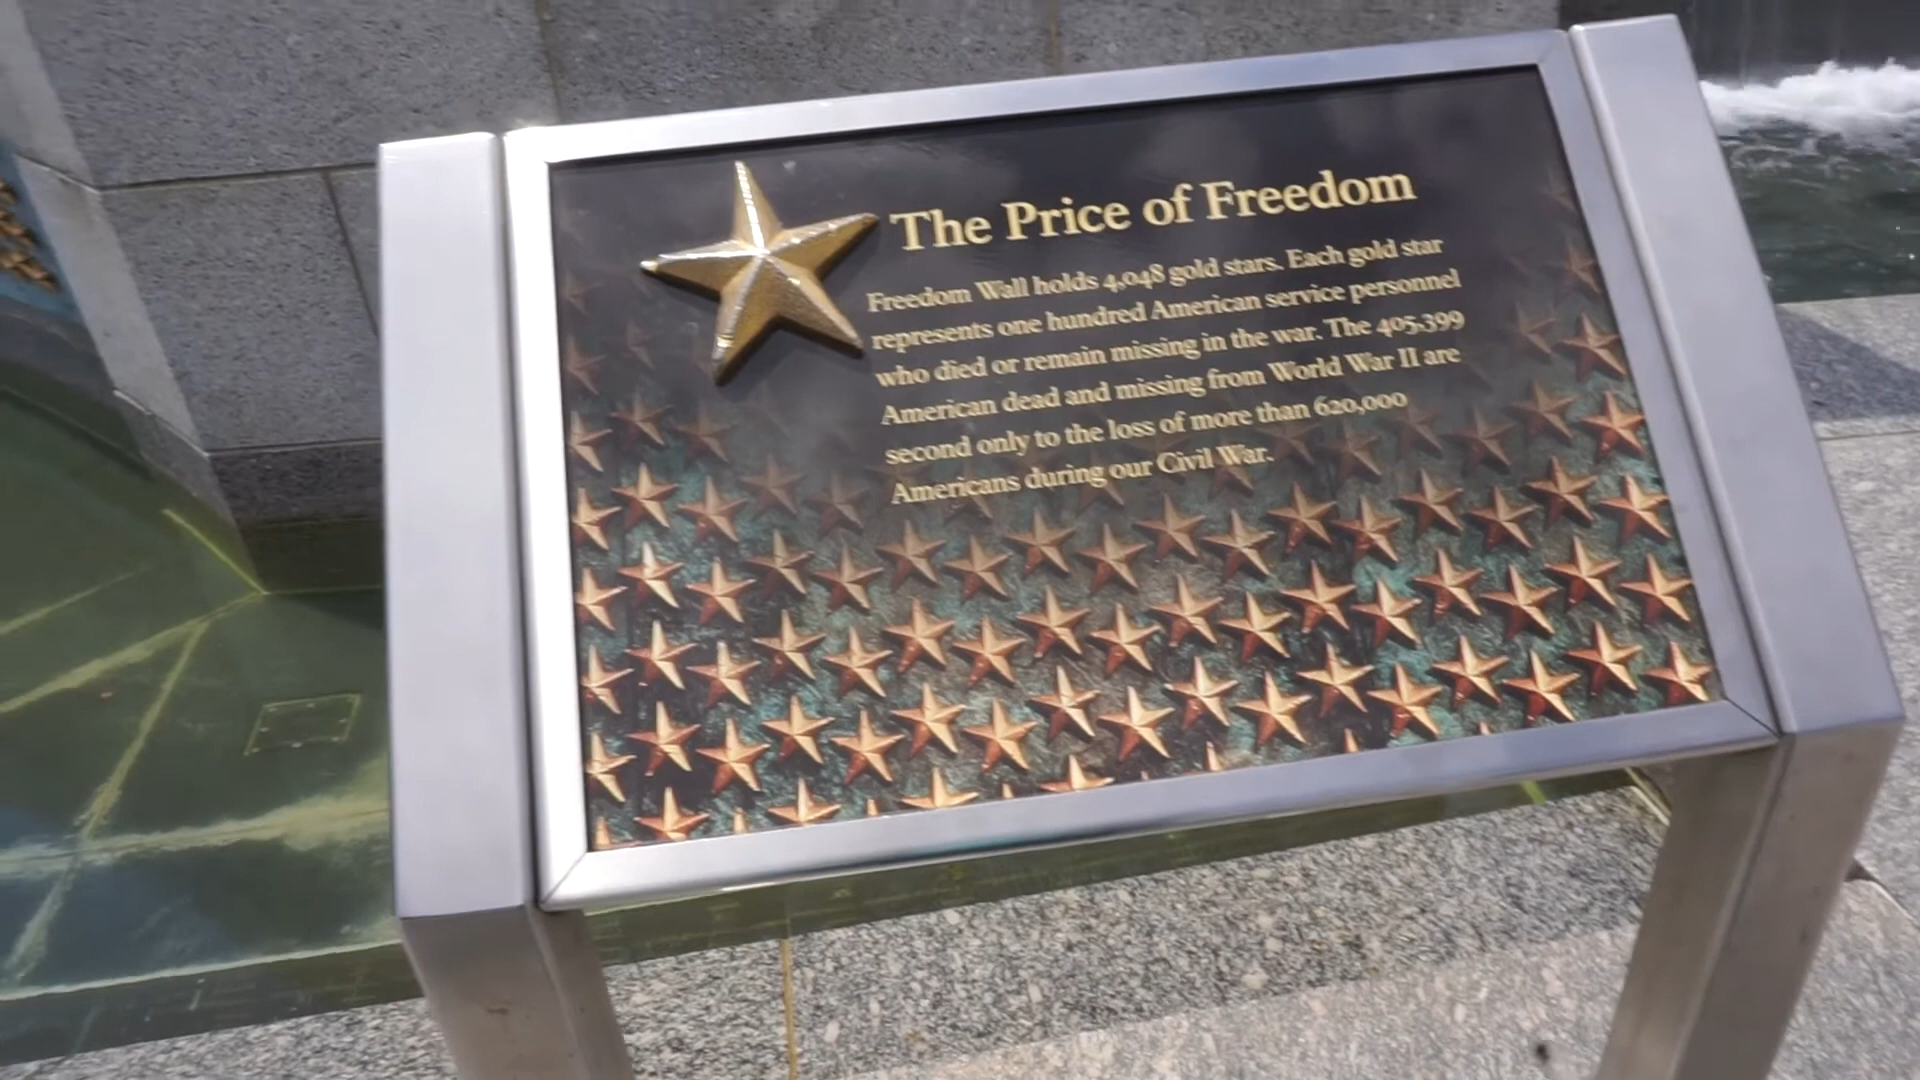 The Price of Freedom
Freedom Wall holds 4,048 gold stars. Each gold star
represents one hundred American service personnel
who died or remain missing in the war. The 405,399
American dead and missing from World War II are
second only to the loss of more than 620,000
Americans during our Civil War.